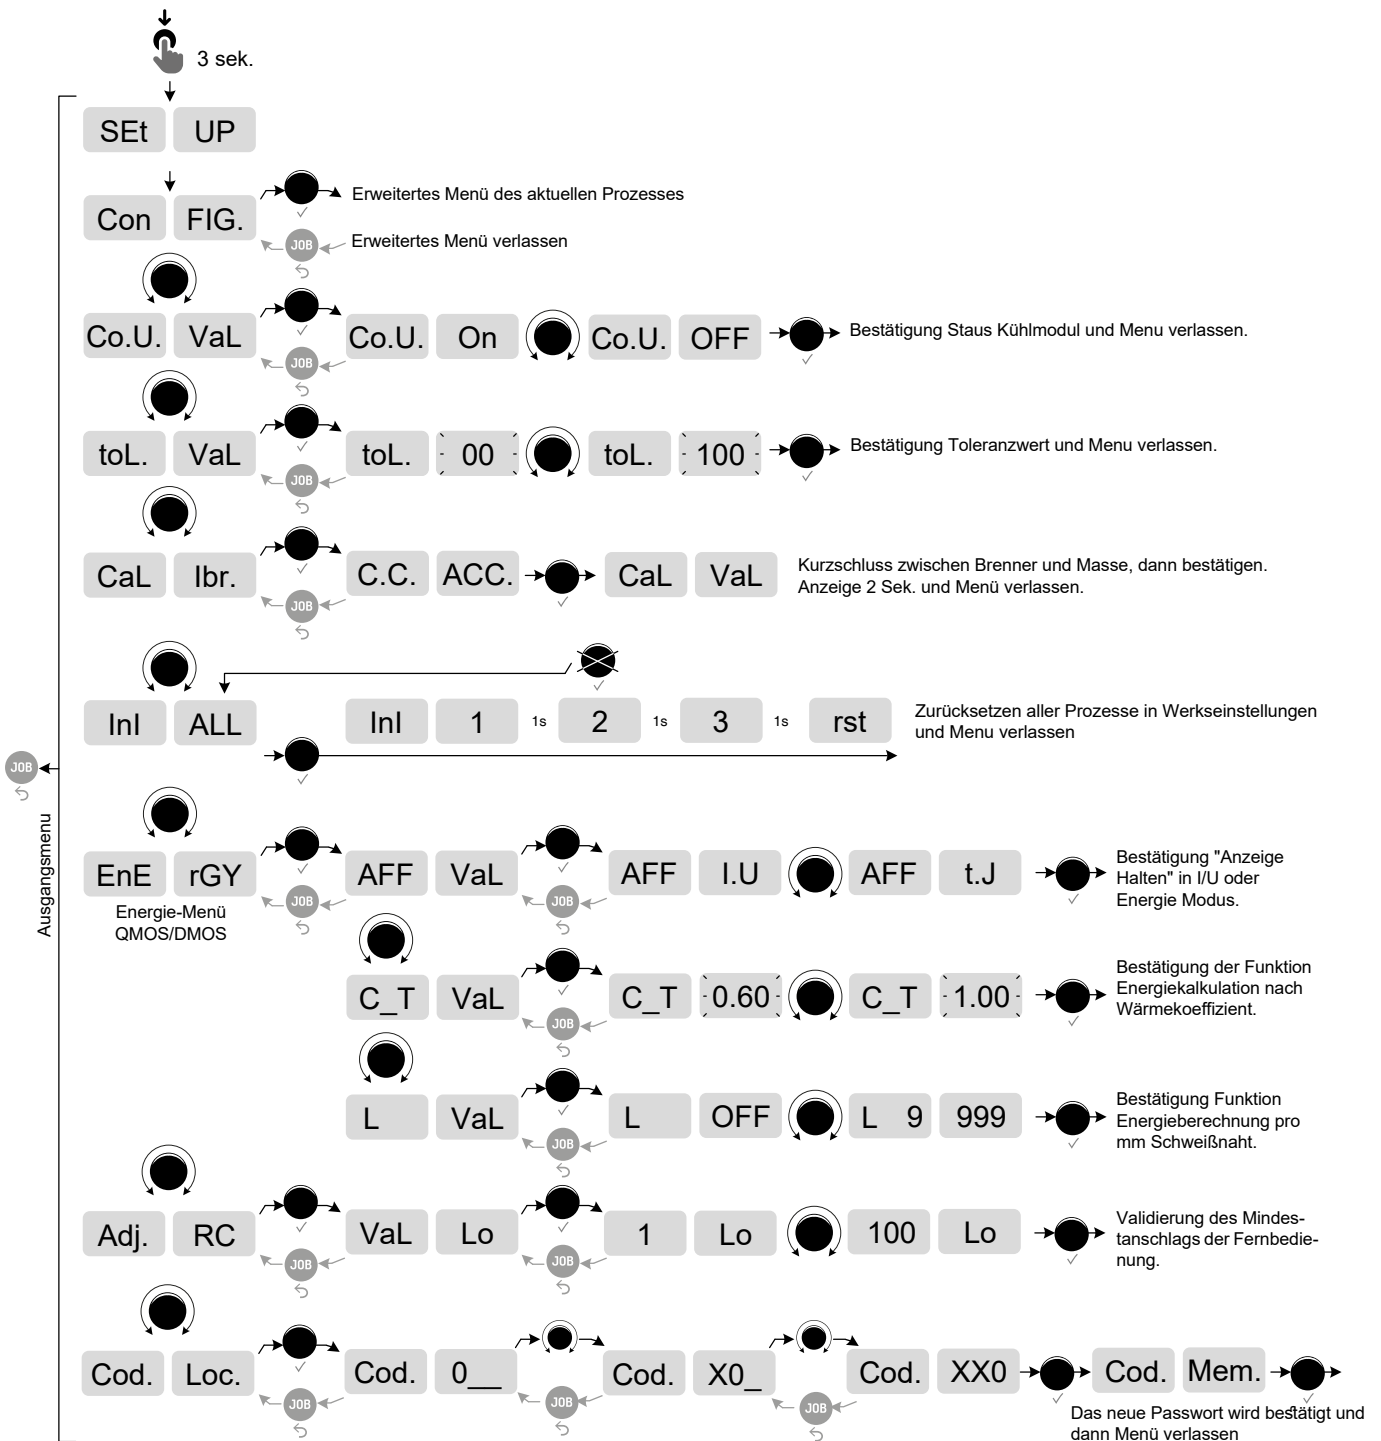 3 sek.
SEt UP
Con FIG.
Erweitertes Menü des aktuellen Prozesses
JOB
Erweitertes Menü verlassen
Co.U. VaL
JOB
Co.U. On
Co.U. OFF
Bestätigung Staus Kühlmodul und Menu verlassen.
toL. VaL
JOB
toL. 00
toL. 100
Bestätigung Toleranzwert und Menu verlassen.
CaL Ibr.
JOB
C.C. ACC.
CaL VaL
Kurzschluss zwischen Brenner und Masse, dann bestätigen.
Anzeige 2 Sek. und Menü verlassen.
InI ALL
InI 1 1s 2 1s 3 1s rst
Zurücksetzen aller Prozesse in Werkseinstellungen
und Menu verlassen
JOB
Ausgangsmenu
EnE rGY
Energie-Menü
QMOS/DMOS
JOB
AFF VaL
JOB
AFF I.U
AFF t.J
Bestätigung "Anzeige
Halten" in I/U oder
Energie Modus.
C_T VaL
JOB
C_T 0.60
C_T 1.00
Bestätigung der Funktion
Energiekalkulation nach
Wärmekoeffizient.
L VaL
JOB
L OFF
L 9 999
Bestätigung Funktion
Energieberechnung pro
mm Schweißnaht.
Adj. RC
JOB
VaL Lo
JOB
1 Lo
100 Lo
Validierung des Mindes-
tanschlags der Fernbedie-
nung.
Cod. Loc.
JOB
Cod. 0__
JOB
Cod. X0_
JOB
Cod. XX0
Cod. Mem.
Das neue Passwort wird bestätigt und
dann Menü verlassen